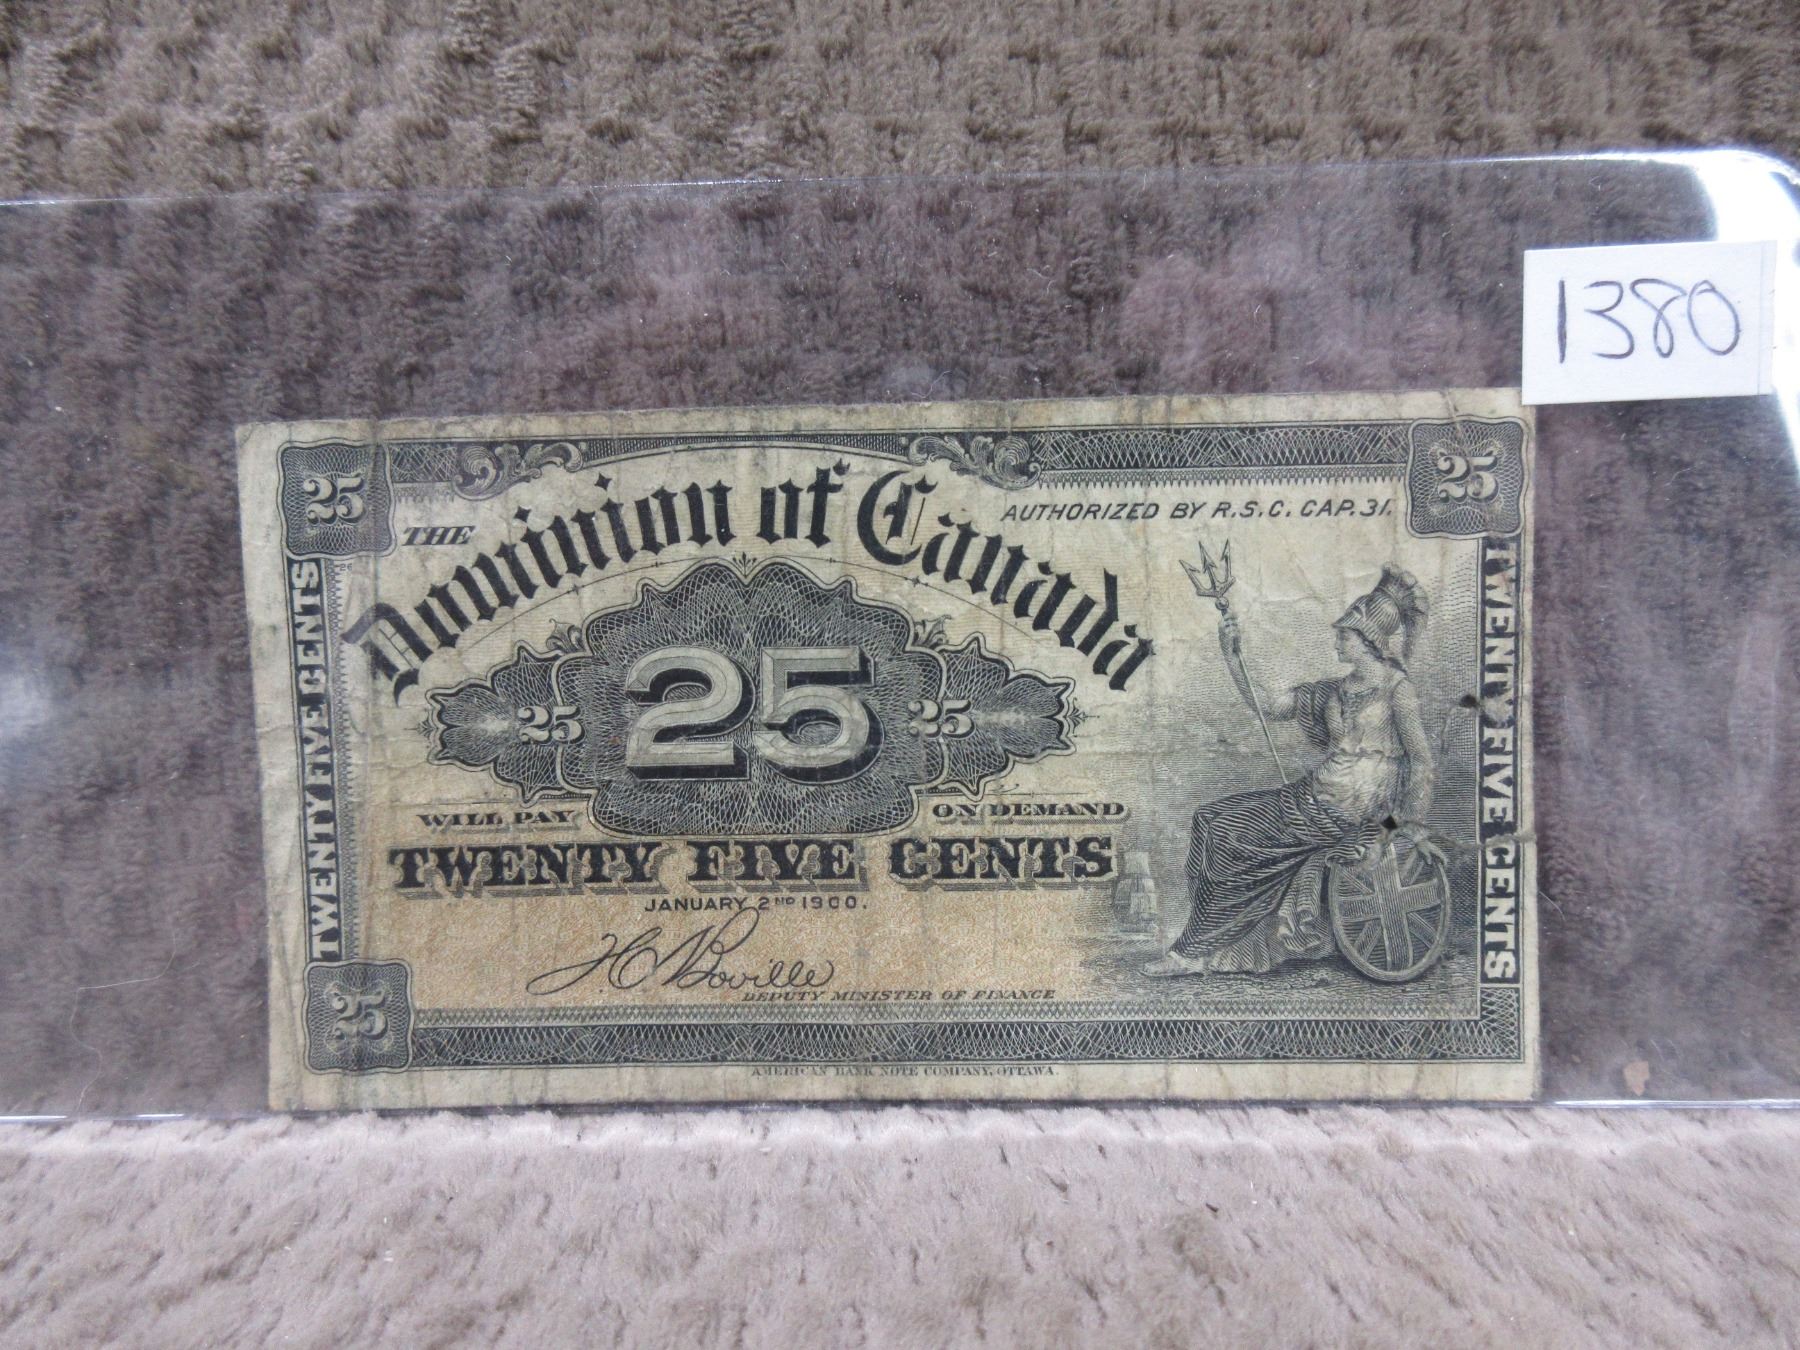 1380
25
25
THE Dominion of Canada
AUTHORIZED BY R.S.C. CAP.31.
26
TWENTY FIVE CENTS
TWENTY FIVE CENTS
25 25 25
WILL PAY ON DEMAND
TWENTY FIVE CENTS
JANUARY 2ND 1900.
H C Boville
DEPUTY MINISTER OF FINANCE
25
AMERICAN BANK NOTE COMPANY, OTTAWA.